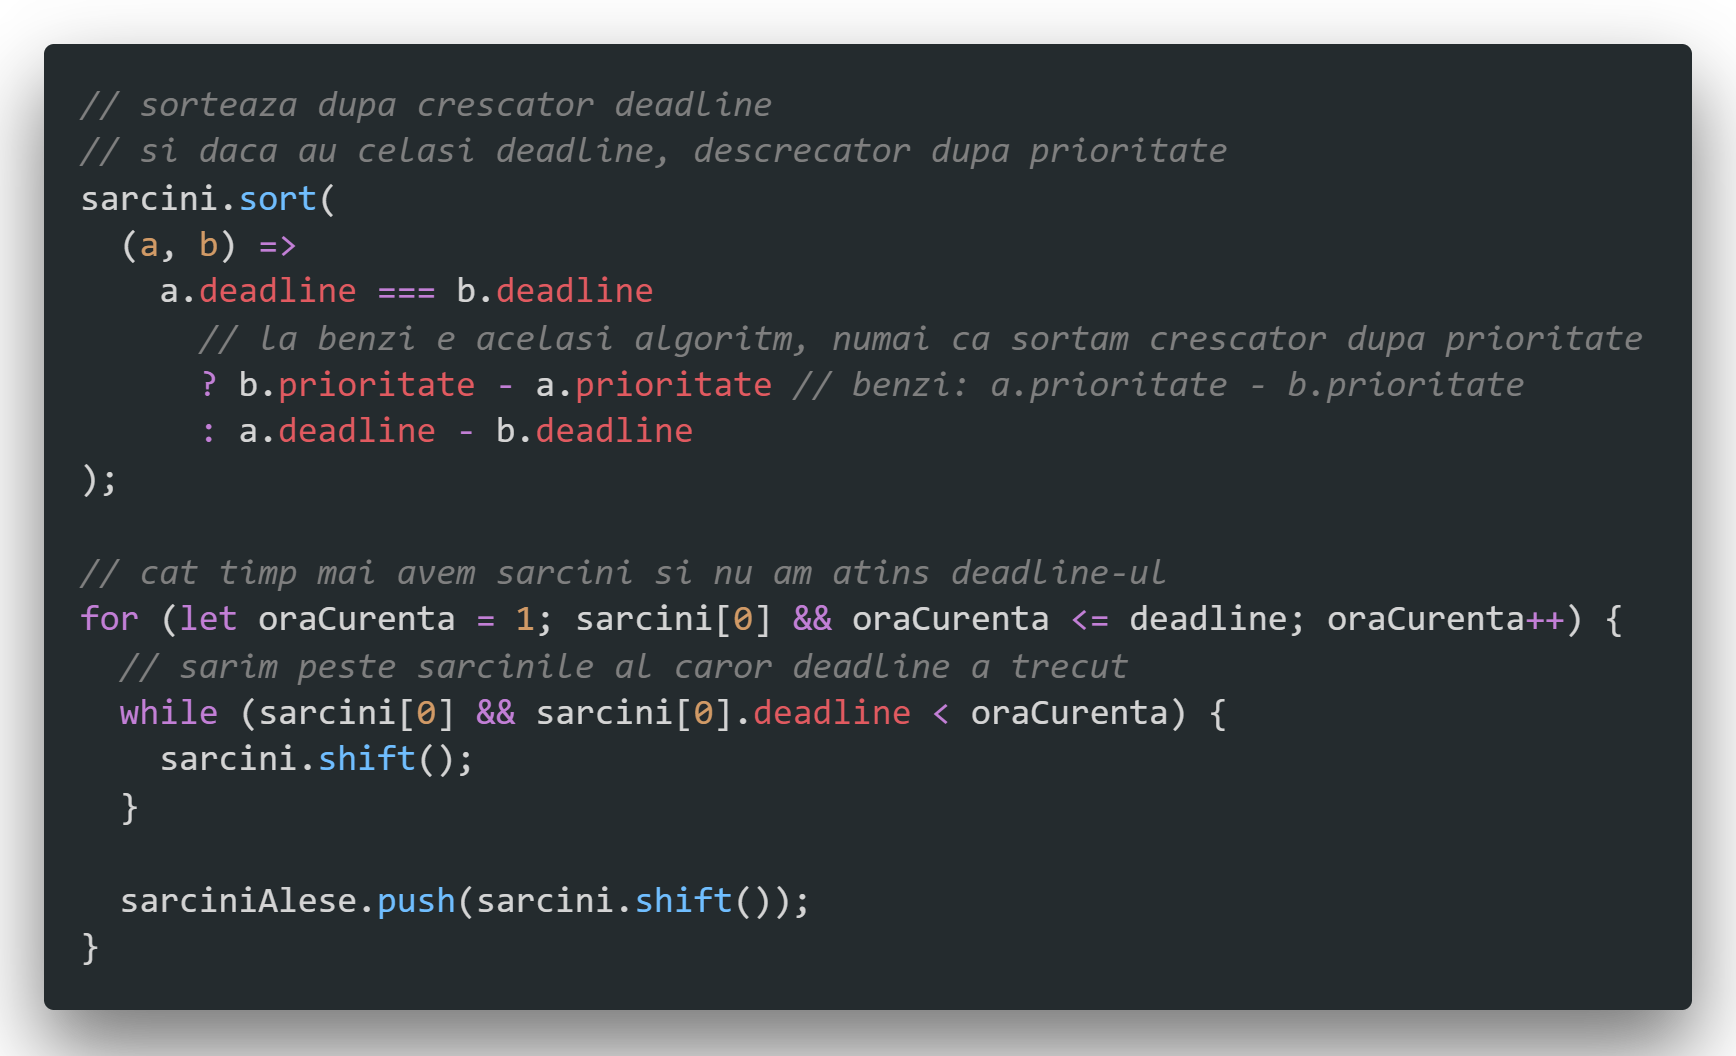 // sorteaza dupa crescator deadline
// si daca au celasi deadline, descrecator dupa prioritate
sarcini.sort(
  (a, b) =>
    a.deadline === b.deadline
      // la benzi e acelasi algoritm, numai ca sortam crescator dupa prioritate
      ? b.prioritate - a.prioritate // benzi: a.prioritate - b.prioritate
      : a.deadline - b.deadline
);
// cat timp mai avem sarcini si nu am atins deadline-ul
for (let oraCurenta = 1; sarcini[0] && oraCurenta <= deadline; oraCurenta++) {
  // sarim peste sarcinile al caror deadline a trecut
  while (sarcini[0] && sarcini[0].deadline < oraCurenta) {
    sarcini.shift();
  }
  sarciniAlese.push(sarcini.shift());
}